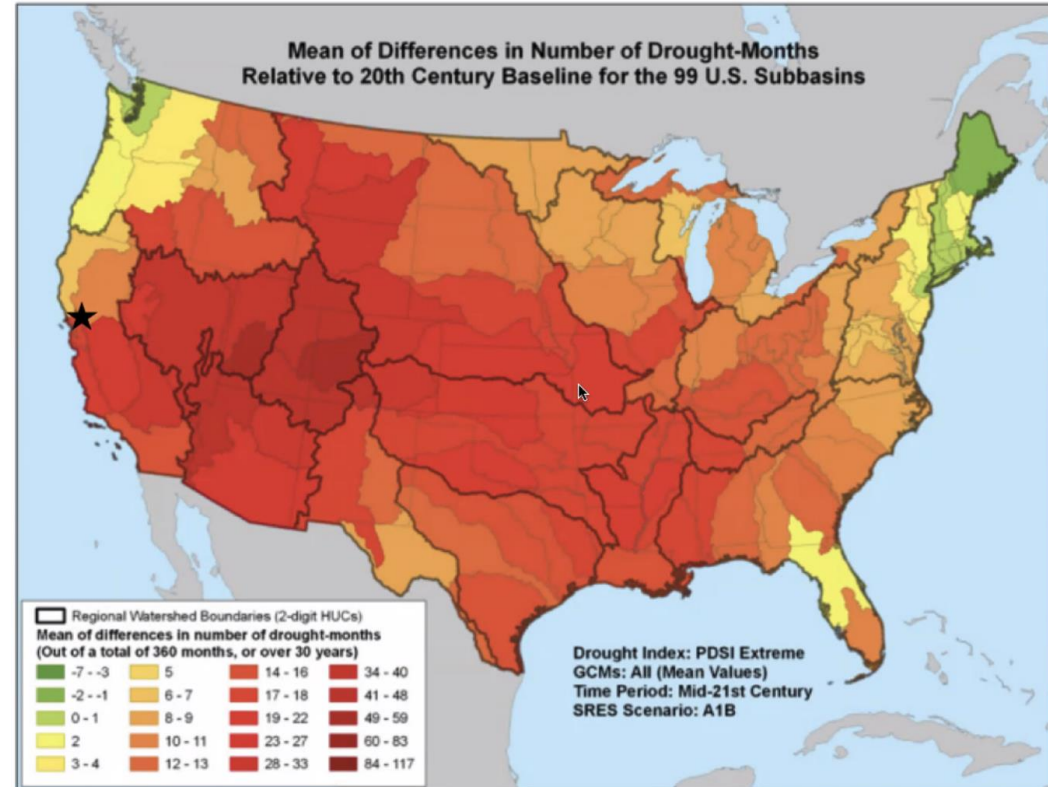 Mean of Differences in Number of Drought-Months
Relative to 20th Century Baseline for the 99 U.S. Subbasins
Regional Watershed Boundaries (2-digit HUCs)
Mean of differences in number of drought-months
(Out of a total of 360 months, or over 30 years)
-7 - -3 5 14 - 16 34 - 40
-2 - -1 6 - 7 17 - 18 41 - 48
0 - 1 8 - 9 19 - 22 49 - 59
2 10 - 11 23 - 27 60 - 83
3 - 4 12 - 13 28 - 33 84 - 117
Drought Index: PDSI Extreme
GCMs: All (Mean Values)
Time Period: Mid-21st Century
SRES Scenario: A1B